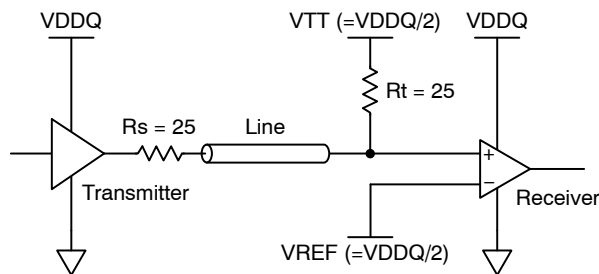 VDDQ
VTT (=VDDQ/2)
VDDQ
Rt = 25
Rs = 25
Line
+
−
Transmitter
Receiver
VREF (=VDDQ/2)